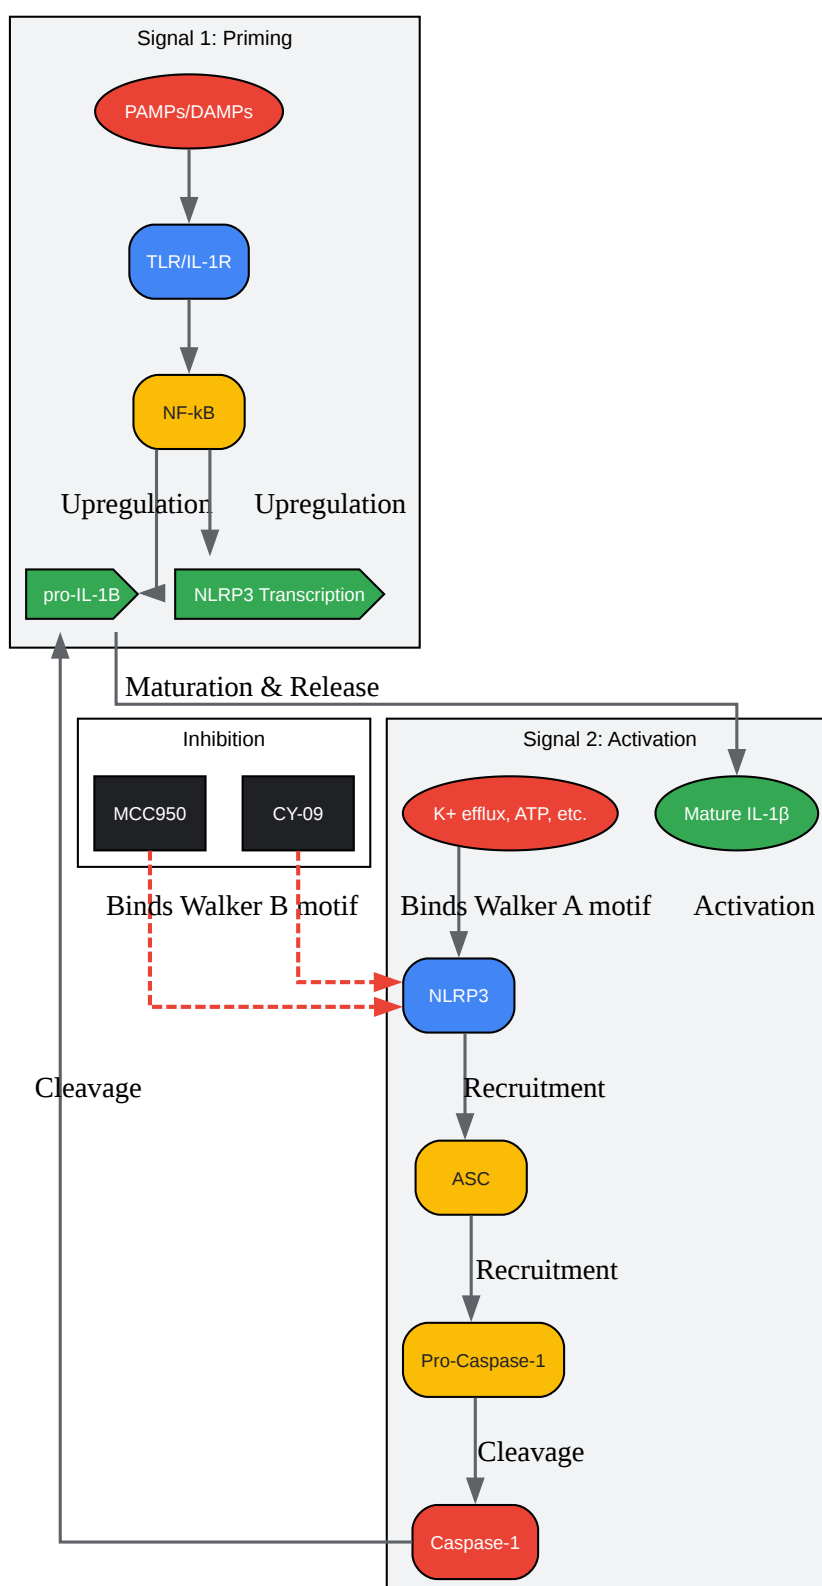 Signal 1: Priming
PAMPs/DAMPs
TLR/IL-1R
NF-kB
Upregulation
Upregulation
pro-IL-1B
NLRP3 Transcription
Maturation & Release
Inhibition
Signal 2: Activation
MCC950
CY-09
K+ efflux, ATP, etc.
Mature IL-1β
Binds Walker B motif
Binds Walker A motif
Activation
NLRP3
Cleavage
Recruitment
ASC
Recruitment
Pro-Caspase-1
Cleavage
Caspase-1